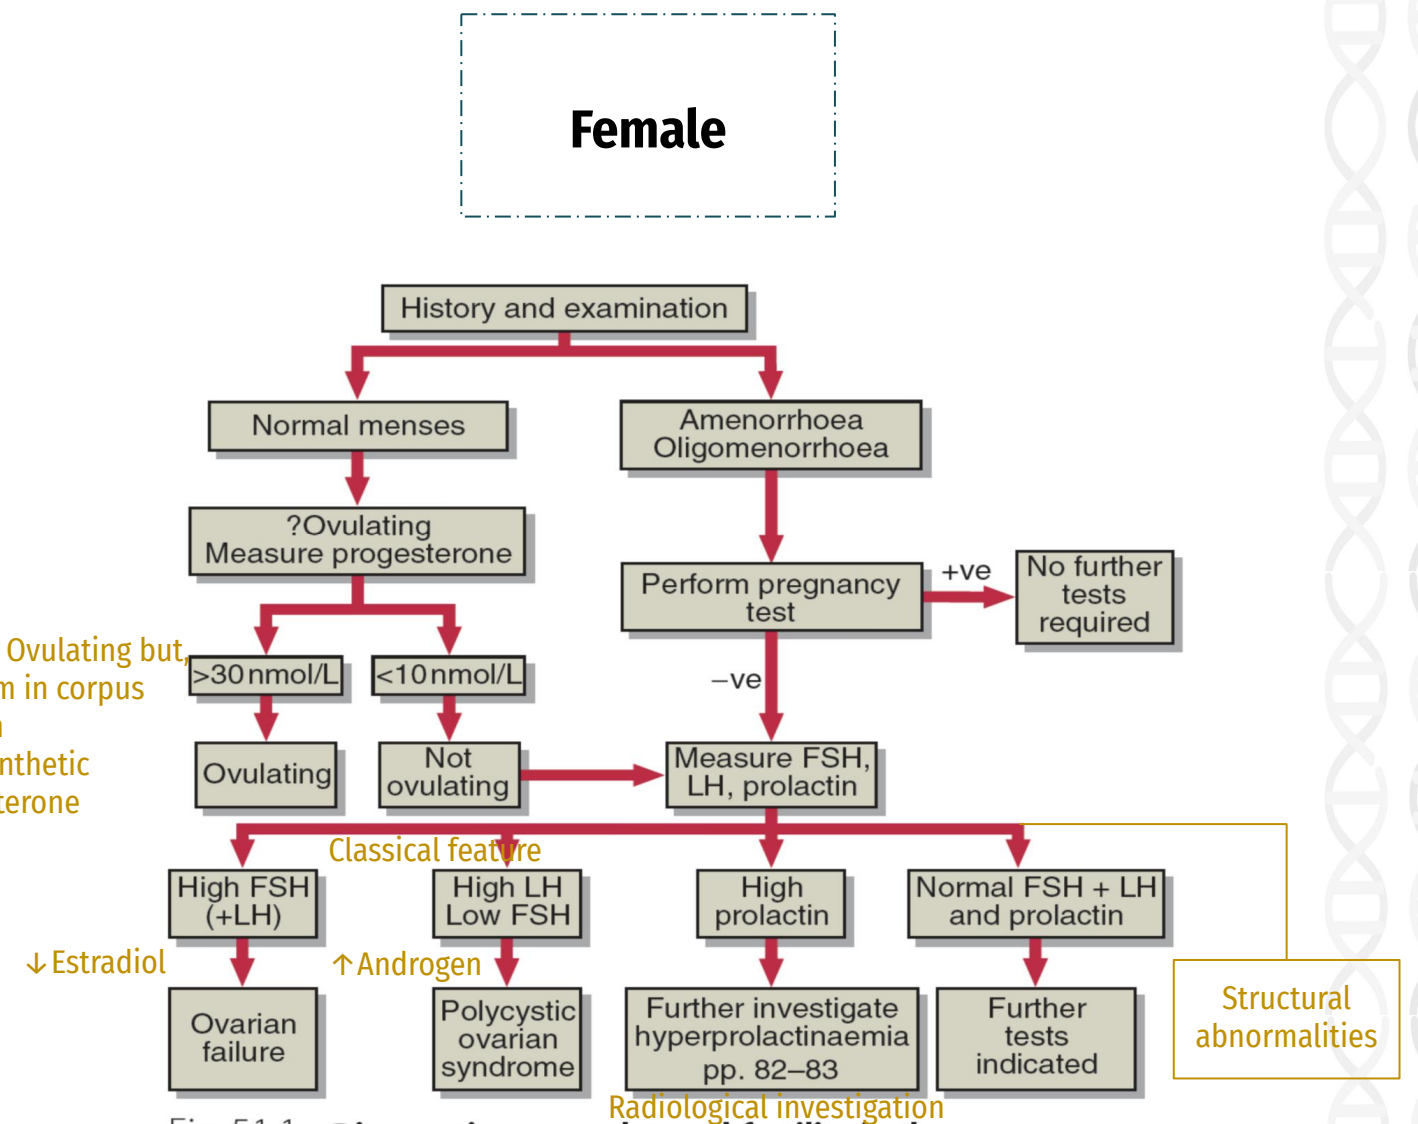 Female
History and examination
Normal menses
Amenorrhoea
Oligomenorrhoea
?Ovulating
Measure progesterone
Perform pregnancy
test
+ve
No further
tests
required
Ovulating but,
in corpus
>30 nmol/L
<10 nmol/L
–ve
Ovulating
Not
ovulating
Measure FSH,
LH, prolactin
Classical feature
High FSH
(+LH)
High LH
Low FSH
High
prolactin
Normal FSH + LH
and prolactin
↓Estradiol
↑Androgen
Structural
abnormalities
Ovarian
failure
Polycystic
ovarian
syndrome
Further investigate
hyperprolactinaemia
pp. 82–83
Further
tests
indicated
Radiological investigation